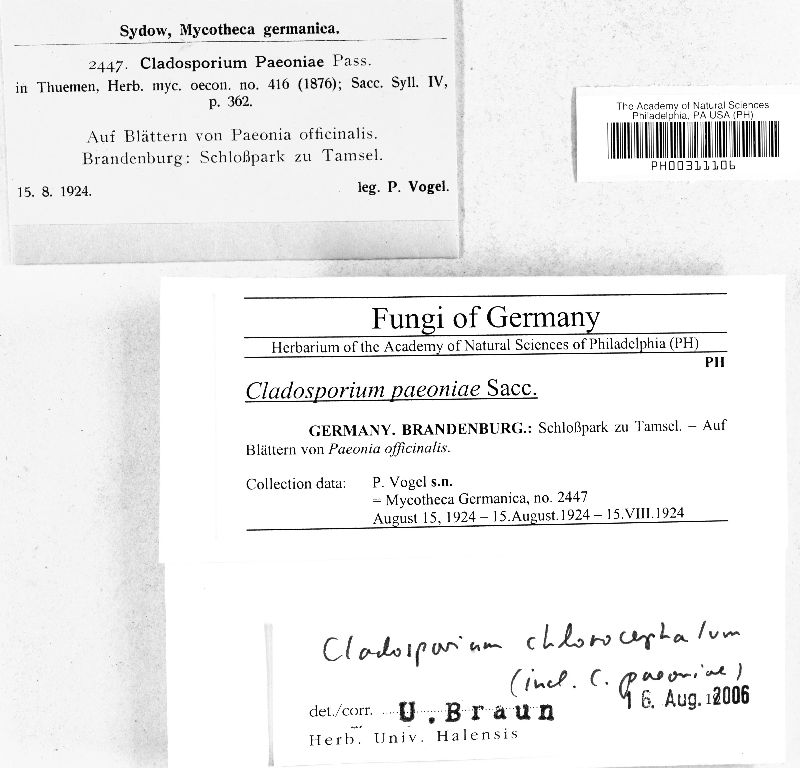 Sydow, Mycotheca germanica.
2447. Cladosporium Paeoniae Pass.
in Thuemen, Herb. myc. oecon. no. 416 (1876); Sacc. Syll. IV,
p. 362.
Auf Blättern von Paeonia officinalis.
Brandenburg: Schloßpark zu Tamsel.
15. 8. 1924. leg. P. Vogel.
The Academy of Natural Sciences
Philadelphia, PA USA (PH)
PH00311106
Fungi of Germany
Herbarium of the Academy of Natural Sciences of Philadelphia (PH)
PH
Cladosporium paeoniae Sacc.
GERMANY. BRANDENBURG.: Schloßpark zu Tamsel. – Auf
Blättern von Paeonia officinalis.
Collection data: P. Vogel s.n.
= Mycotheca Germanica, no. 2447
August 15, 1924 – 15.August.1924 – 15.VIII.1924
Cladosporium chlorocephalum
(incl. C. paeoniae)
16. Aug. 2006
det./corr. U. Braun
Herb. Univ. Halensis